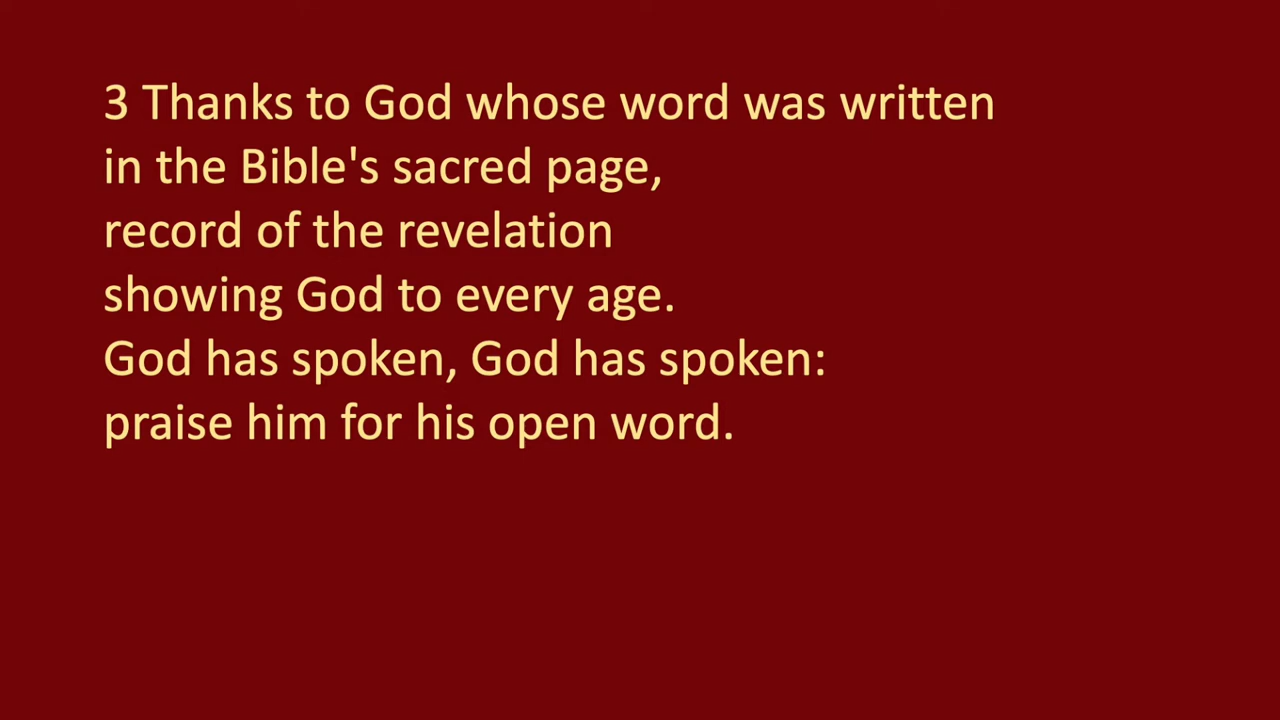 3 Thanks to God whose word was written
in the Bible's sacred page,
record of the revelation
showing God to every age.
God has spoken, God has spoken:
praise him for his open word.